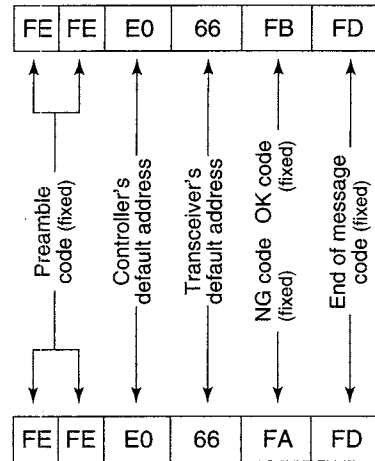 FE FE E0 66 FB FD
Preamble
code (fixed)
Controller's
default address
Transceiver's
default address
NG code OK code
(fixed) (fixed)
End of message
code (fixed)
FE FE E0 66 FA FD